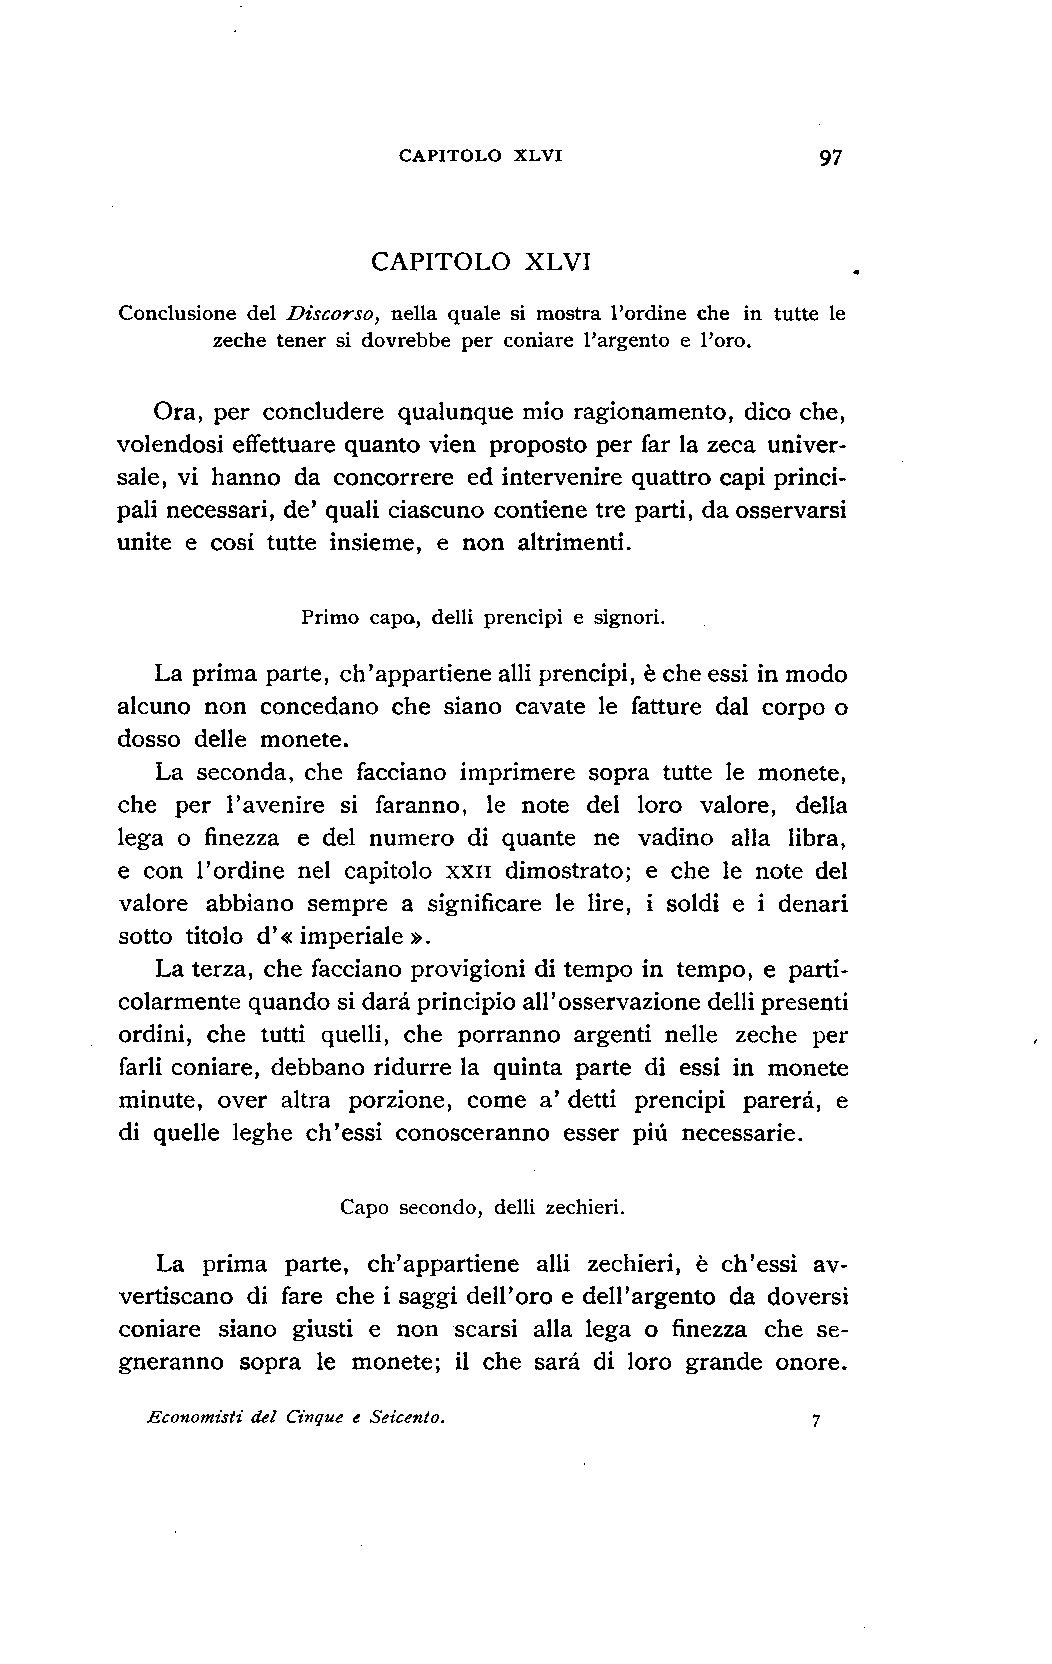 CAPITOLO XLVI 97
CAPITOLO XLVI
Conclusione del Discorso, nella quale si mostra l'ordine che in tutte le
zeche tener si dovrebbe per coniare l'argento e l'oro.
Ora, per concludere qualunque mio ragionamento, dico che,
volendosi effettuare quanto vien proposto per far la zeca univer-
sale, vi hanno da concorrere ed intervenire quattro capi princi-
pali necessari, de' quali ciascuno contiene tre parti, da osservarsi
unite e cosí tutte insieme, e non altrimenti.
Primo capo, delli prencipi e signori.
La prima parte, ch'appartiene alli prencipi, è che essi in modo
alcuno non concedano che siano cavate le fatture dal corpo o
dosso delle monete.
La seconda, che facciano imprimere sopra tutte le monete,
che per l'avenire si faranno, le note del loro valore, della
lega o finezza e del numero di quante ne vadino alla libra,
e con l'ordine nel capitolo XXII dimostrato; e che le note del
valore abbiano sempre a significare le lire, i soldi e i denari
sotto titolo d'« imperiale ».
La terza, che facciano provigioni di tempo in tempo, e parti-
colarmente quando si dará principio all'osservazione delli presenti
ordini, che tutti quelli, che porranno argenti nelle zeche per
farli coniare, debbano ridurre la quinta parte di essi in monete
minute, over altra porzione, come a' detti prencipi parerá, e
di quelle leghe ch'essi conosceranno esser piú necessarie.
Capo secondo, delli zechieri.
La prima parte, ch'appartiene alli zechieri, è ch'essi av-
vertiscano di fare che i saggi dell'oro e dell'argento da doversi
coniare siano giusti e non scarsi alla lega o finezza che se-
gneranno sopra le monete; il che sará di loro grande onore.
Economisti del Cinque e Seicento. 7